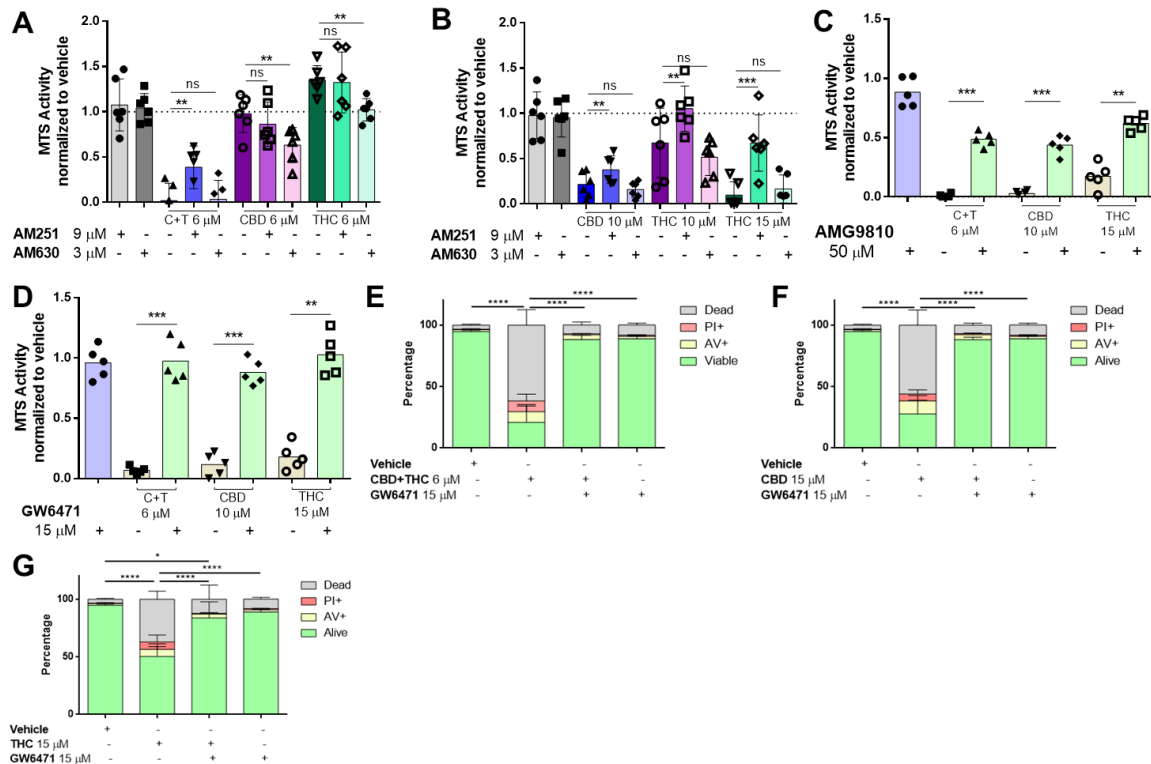 A
MTS Activity
normalized to vehicle
2.0
1.5
1.0
0.5
0.0
**
ns
**
ns
ns
**
C+T 6 μM
CBD 6 μM
THC 6 μM
AM251 9 μM + - - + - - + - - + -
AM630 3 μM - + - - + - - + - - +
B
MTS Activity
normalized to vehicle
2.0
1.5
1.0
0.5
0.0
ns
**
ns
**
ns
***
CBD 10 μM
THC 10 μM
THC 15 μM
AM251 9 μM + - - + - - + - - + -
AM630 3 μM - + - - + - - + - - +
C
MTS Activity
normalized to vehicle
1.5
1.0
0.5
0.0
***
***
**
C+T
6 μM
CBD
10 μM
THC
15 μM
AMG9810
50 μM + - + - + - +
D
MTS Activity
normalized to vehicle
1.5
1.0
0.5
0.0
***
***
**
C+T
6 μM
CBD
10 μM
THC
15 μM
GW6471
15 μM + - + - + - +
E
Percentage
100
50
0
****
****
****
Dead
PI+
AV+
Viable
Vehicle + - - -
CBD+THC 6 μM - + + -
GW6471 15 μM - - + +
F
Percentage
100
50
0
****
****
****
Dead
PI+
AV+
Alive
Vehicle + - - -
CBD 15 μM - + + -
GW6471 15 μM - - + +
G
Percentage
100
50
0
*
****
****
****
Dead
PI+
AV+
Alive
Vehicle + - - -
THC 15 μM - + + -
GW6471 15 μM - - + +